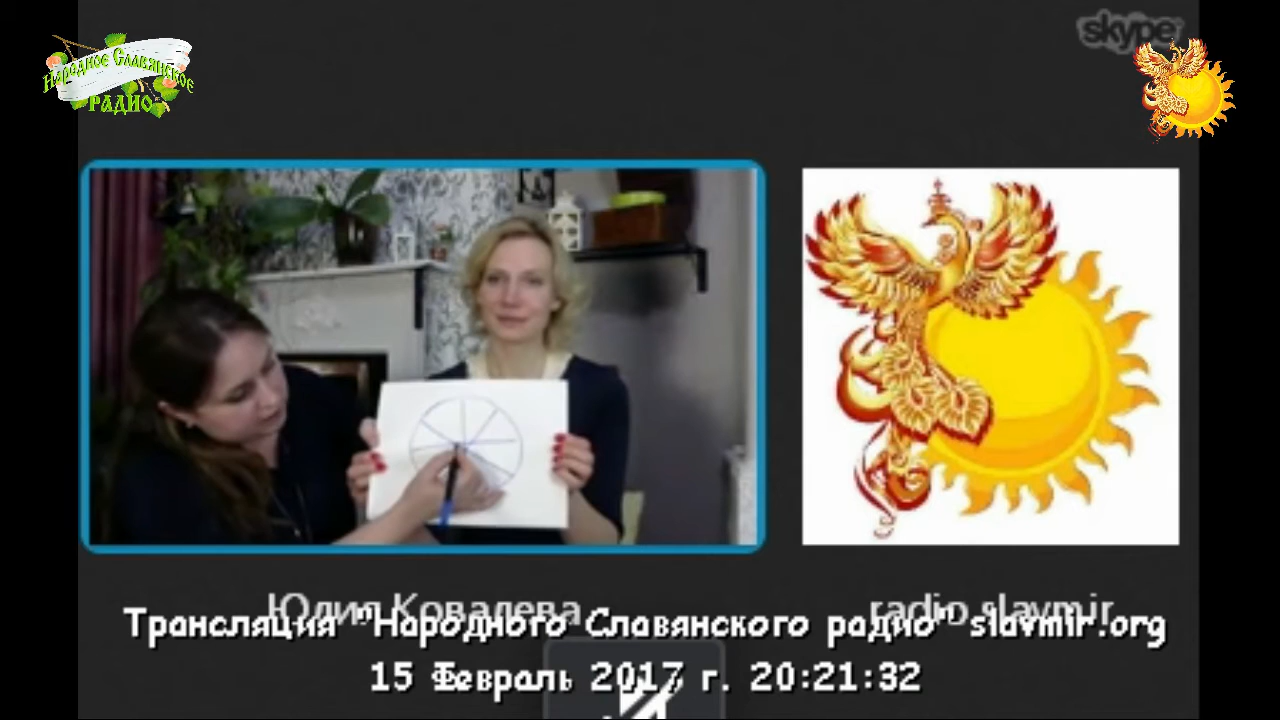 skype
Народное Славянское
РАДИО
Юлия Ковалева
radio.slavmir
Трансляция "Народного Славянского радио" slavmir.org
15 Февраль 2017 г. 20:21:32